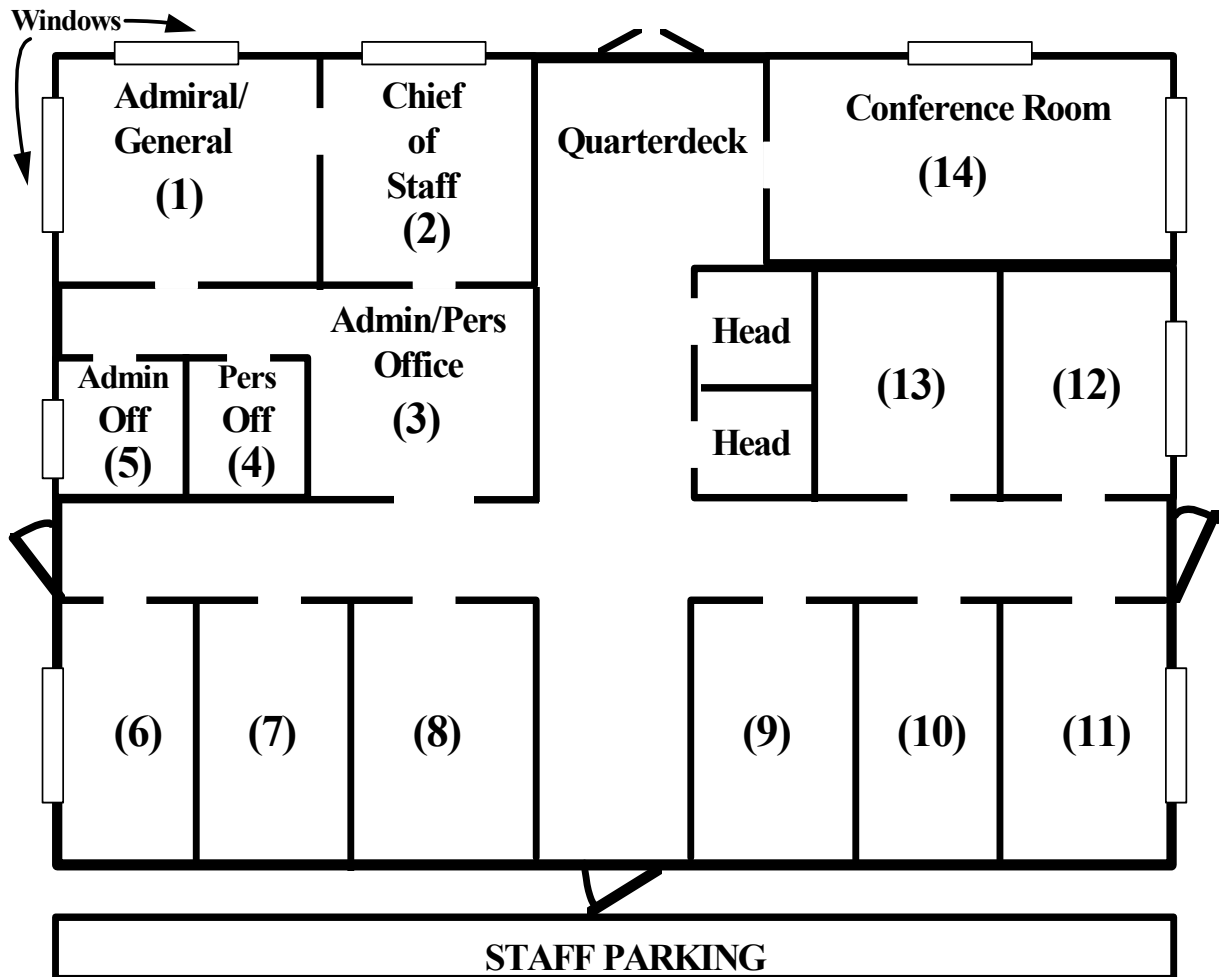 Windows
Admiral/
General
(1)
Chief
of
Staff
(2)
Quarterdeck
Conference Room
(14)
Admin/Pers
Office
(3)
Admin
Off
(5)
Pers
Off
(4)
Head
Head
(13)
(12)
(6)
(7)
(8)
(9)
(10)
(11)
STAFF PARKING